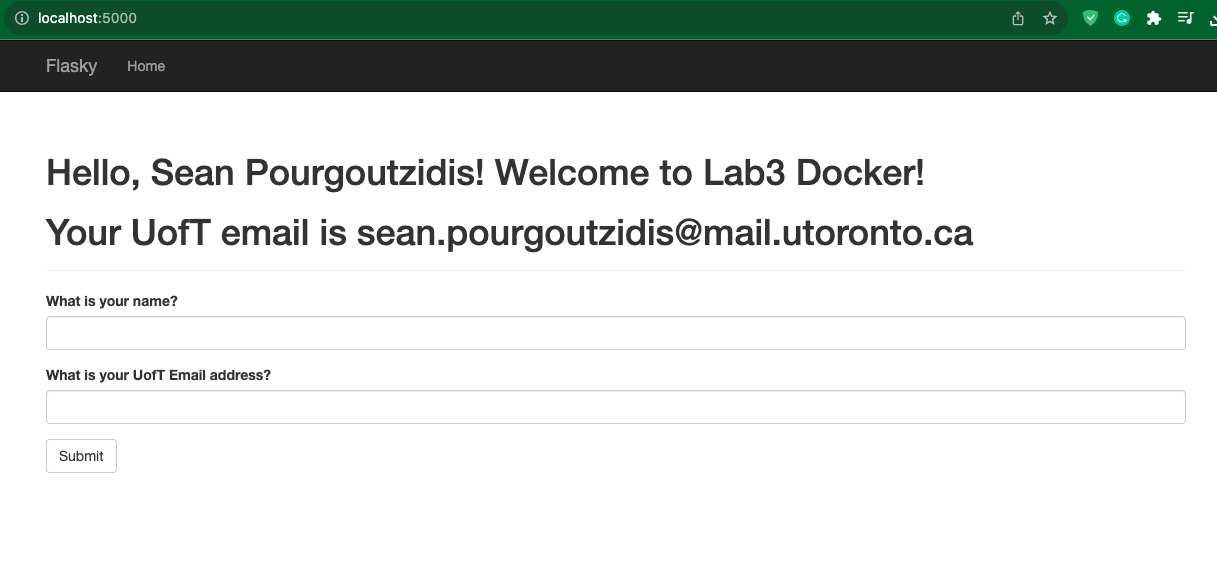 localhost:5000
Flasky Home
Hello, Sean Pourgoutzidis! Welcome to Lab3 Docker!
Your UofT email is sean.pourgoutzidis@mail.utoronto.ca
What is your name?
What is your UofT Email address?
Submit